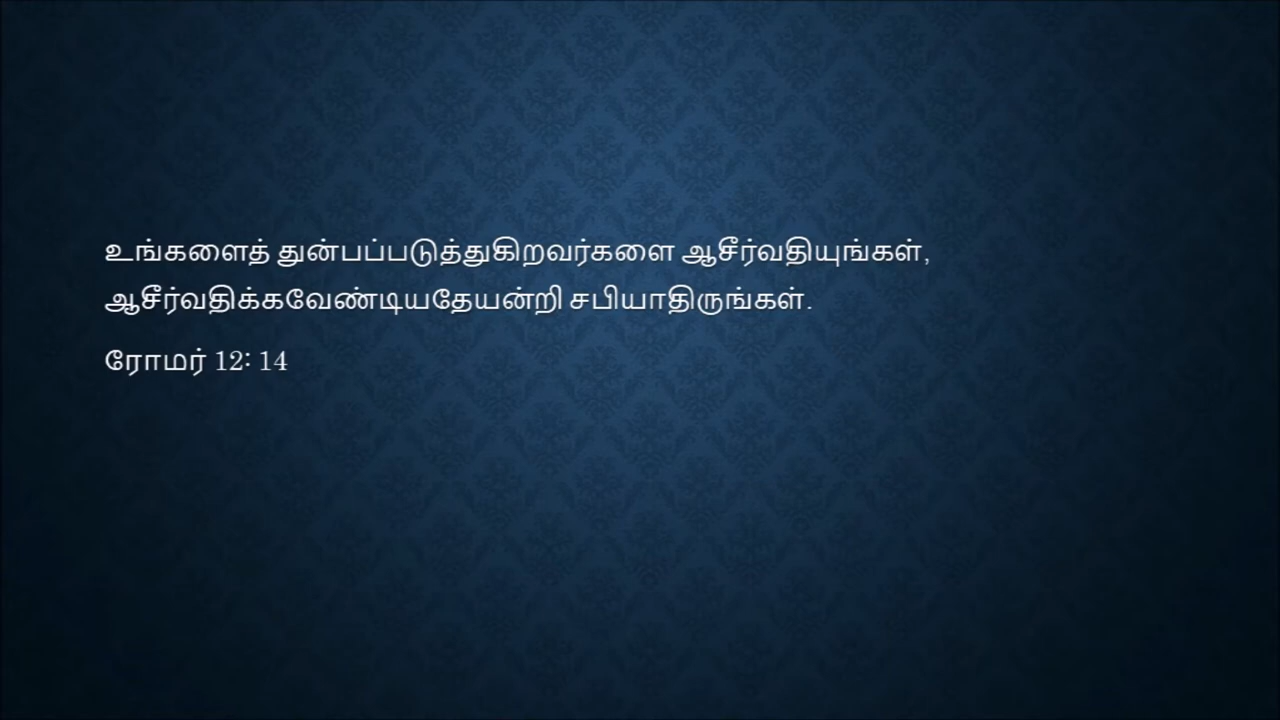 உங்களைத் துன்பப்படுத்துகிறவர்களை ஆசீர்வதியுங்கள்,
ஆசீர்வதிக்கவேண்டியதேயன்றி சபியாதிருங்கள்.
ரோமர் 12: 14